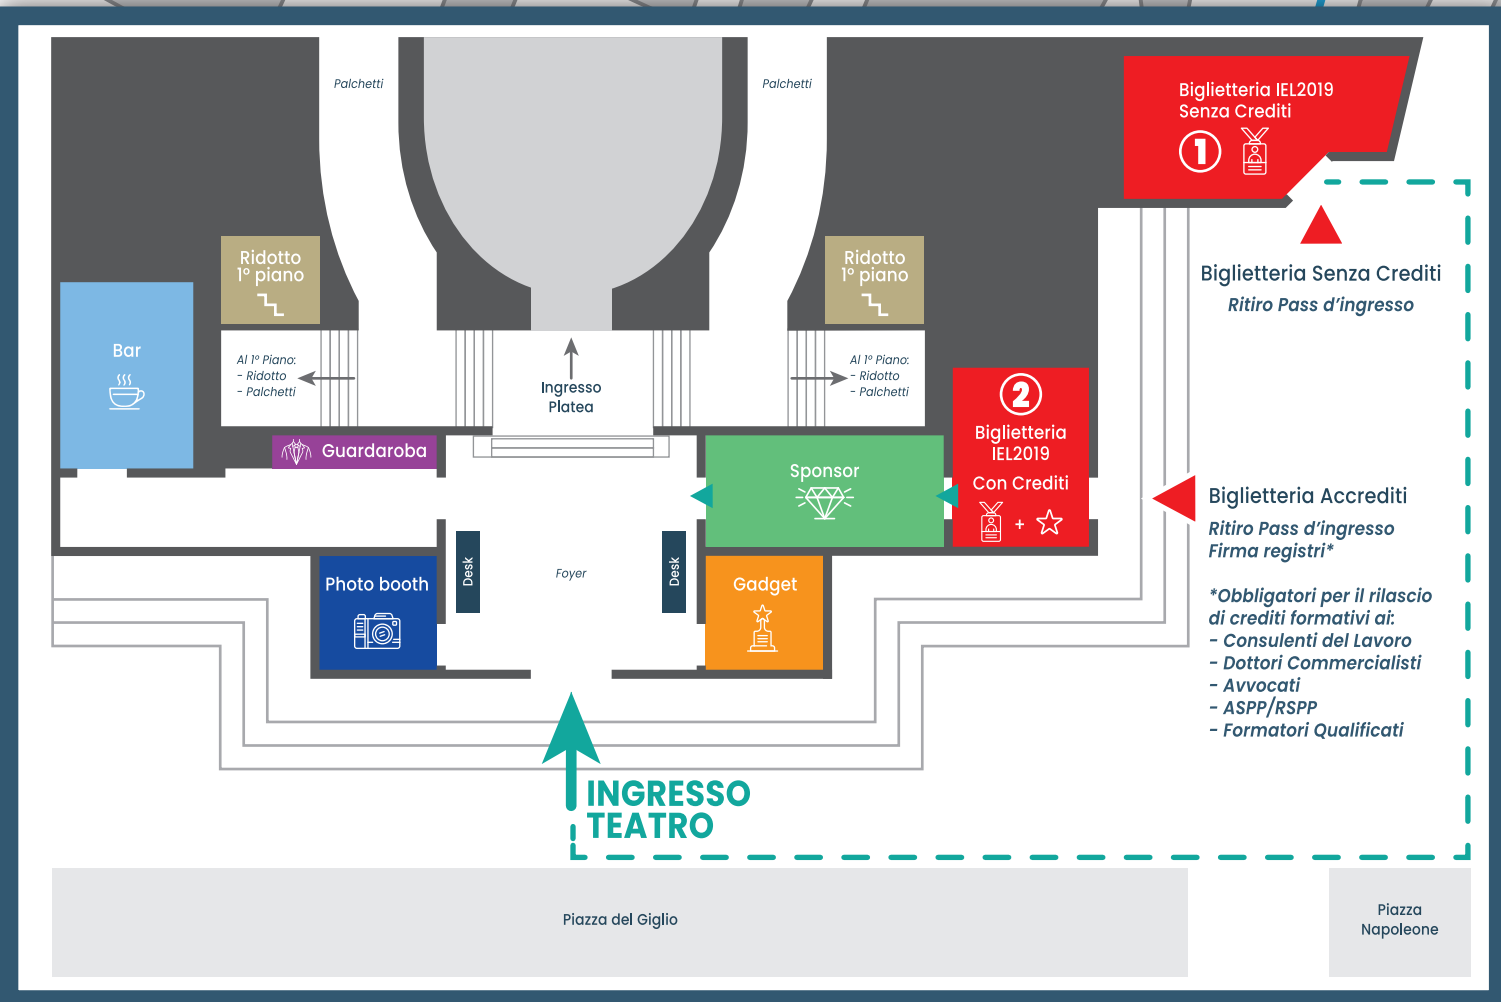 Palchetti
Palchetti
Biglietteria IEL2019
Senza Crediti
1
Ridotto
1° piano
Ridotto
1° piano
Biglietteria Senza Crediti
Ritiro Pass d'ingresso
Bar
Al 1° Piano:
- Ridotto
- Palchetti
Ingresso
Platea
Al 1° Piano:
- Ridotto
- Palchetti
2
Biglietteria
IEL2019
Con Crediti
+
Guardaroba
Sponsor
Biglietteria Accrediti
Ritiro Pass d'ingresso
Firma registri*
*Obbligatori per il rilascio
di crediti formativi ai:
- Consulenti del Lavoro
- Dottori Commercialisti
- Avvocati
- ASPP/RSPP
- Formatori Qualificati
Photo booth
Desk
Foyer
Desk
Gadget
INGRESSO
TEATRO
Piazza del Giglio
Piazza
Napoleone